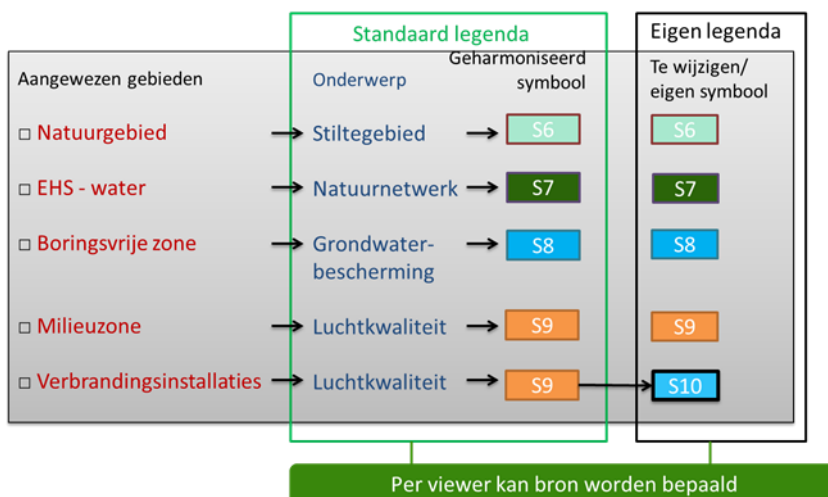 Standaard legenda
Eigen legenda
Aangewezen gebieden
Onderwerp
Geharmoniseerd
symbool
Te wijzigen/
eigen symbool
□ Natuurgebied
Stiltegebied
S6
S6
□ EHS - water
Natuurnetwerk
S7
S7
□ Boringsvrije zone
Grondwater-
bescherming
S8
S8
□ Milieuzone
Luchtkwaliteit
S9
S9
□ Verbrandingsinstallaties
Luchtkwaliteit
S9
S10
Per viewer kan bron worden bepaald